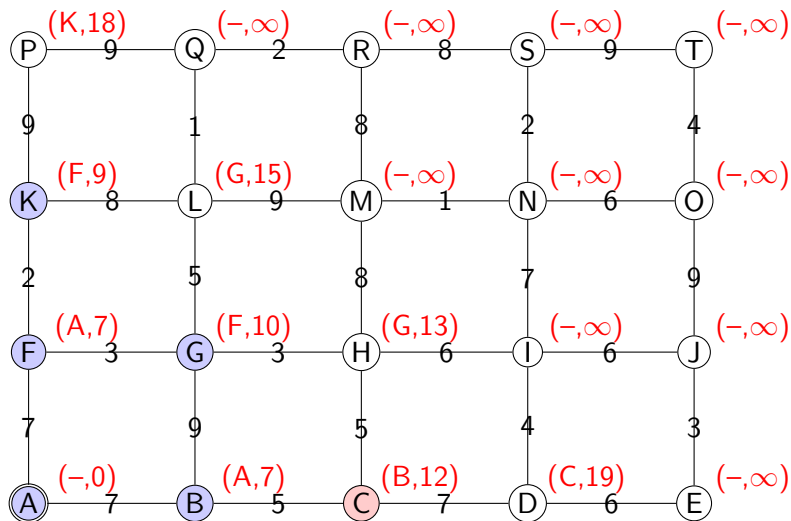 (K,18) (–,∞) (–,∞) (–,∞) (–,∞)
P 9 Q 2 R 8 S 9 T
9 1 8 2 4
(F,9) (G,15) (–,∞) (–,∞) (–,∞)
K 8 L 9 M 1 N 6 O
2 5 8 7 9
(A,7) (F,10) (G,13) (–,∞) (–,∞)
F 3 G 3 H 6 I 6 J
7 9 5 4 3
(–,0) (A,7) (B,12) (C,19) (–,∞)
A 7 B 5 C 7 D 6 E